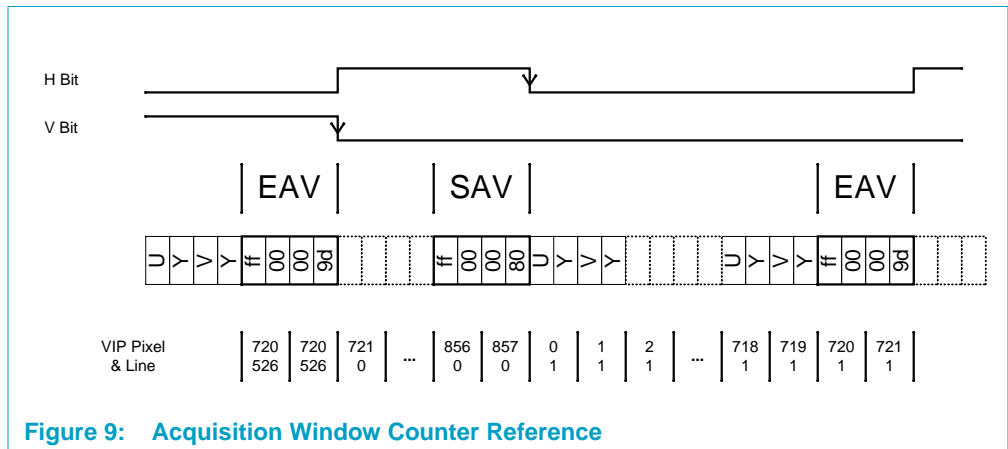 H Bit
V Bit
EAV SAV EAV
U Y V Y ff 00 00 9d ff 00 00 80 U Y V Y U Y V Y ff 00 00 9d
VIP Pixel 720 720 721 ... 856 857 0 1 2 ... 718 719 720 721
& Line 526 526 0 0 0 1 1 1 1 1 1 1
Figure 9: Acquisition Window Counter Reference